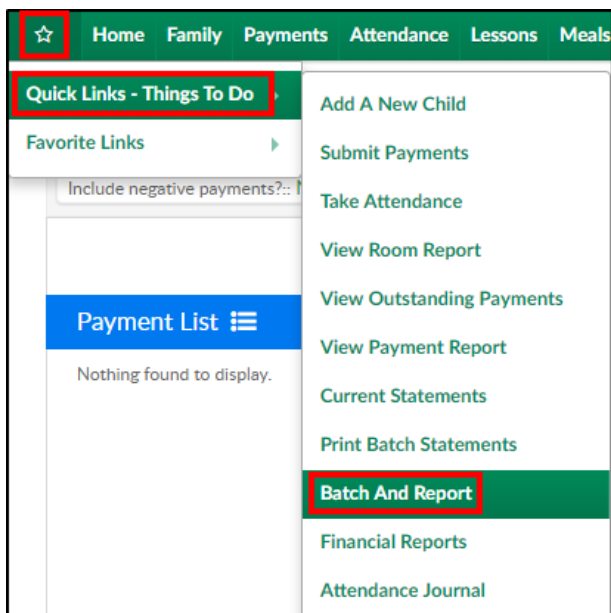 Home Family Payments Attendance Lessons Meals
Quick Links - Things To Do
Favorite Links
Add A New Child
Submit Payments
Take Attendance
View Room Report
View Outstanding Payments
View Payment Report
Current Statements
Print Batch Statements
Batch And Report
Financial Reports
Attendance Journal
Include negative payments?::
Payment List
Nothing found to display.